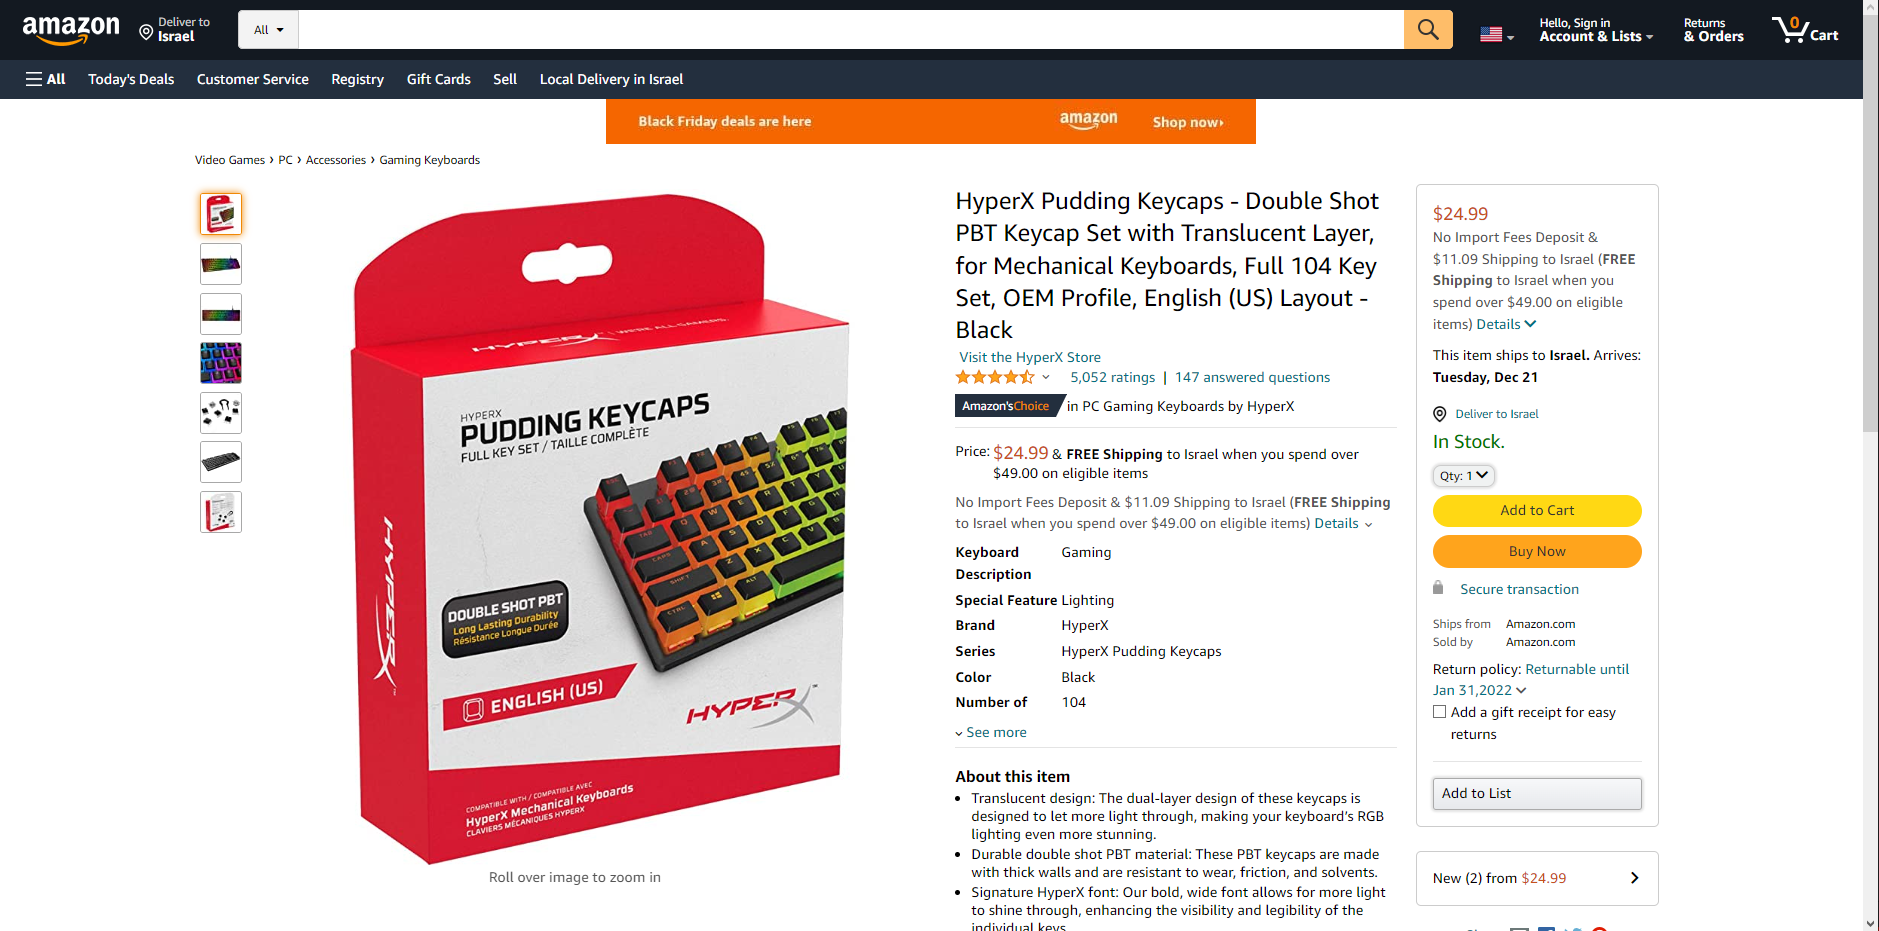 amazon
Deliver to
Israel
All
Hello, Sign in
Account & Lists
Returns
& Orders
0
Cart
All
Today's Deals
Customer Service
Registry
Gift Cards
Sell
Local Delivery in Israel
Black Friday deals are here
amazon
Shop now
Video Games › PC › Accessories › Gaming Keyboards
HYPERX | WE'RE ALL GAMERS.
HYPERX
PUDDING KEYCAPS
FULL KEY SET / TAILLE COMPLÈTE
DOUBLE SHOT PBT
Long Lasting Durability
Résistance Longue Durée
ENGLISH (US)
HYPERX™
HYPERX
COMPATIBLE WITH / COMPATIBLE AVEC
HyperX Mechanical Keyboards
CLAVIERS MÉCANIQUES HYPERX
Roll over image to zoom in
HyperX Pudding Keycaps - Double Shot
PBT Keycap Set with Translucent Layer,
for Mechanical Keyboards, Full 104 Key
Set, OEM Profile, English (US) Layout -
Black
Visit the HyperX Store
5,052 ratings | 147 answered questions
Amazon's Choice in PC Gaming Keyboards by HyperX
Price: $24.99 & FREE Shipping to Israel when you spend over
$49.00 on eligible items
No Import Fees Deposit & $11.09 Shipping to Israel (FREE Shipping
to Israel when you spend over $49.00 on eligible items) Details
Keyboard Gaming
Description
Special Feature Lighting
Brand HyperX
Series HyperX Pudding Keycaps
Color Black
Number of 104
See more
About this item
• Translucent design: The dual-layer design of these keycaps is
designed to let more light through, making your keyboard's RGB
lighting even more stunning.
• Durable double shot PBT material: These PBT keycaps are made
with thick walls and are resistant to wear, friction, and solvents.
• Signature HyperX font: Our bold, wide font allows for more light
to shine through, enhancing the visibility and legibility of the
individual keys
$24.99
No Import Fees Deposit &
$11.09 Shipping to Israel (FREE
Shipping to Israel when you
spend over $49.00 on eligible
items) Details
This item ships to Israel. Arrives:
Tuesday, Dec 21
Deliver to Israel
In Stock.
Qty: 1
Add to Cart
Buy Now
Secure transaction
Ships from Amazon.com
Sold by Amazon.com
Return policy: Returnable until
Jan 31,2022
Add a gift receipt for easy
returns
Add to List
New (2) from $24.99